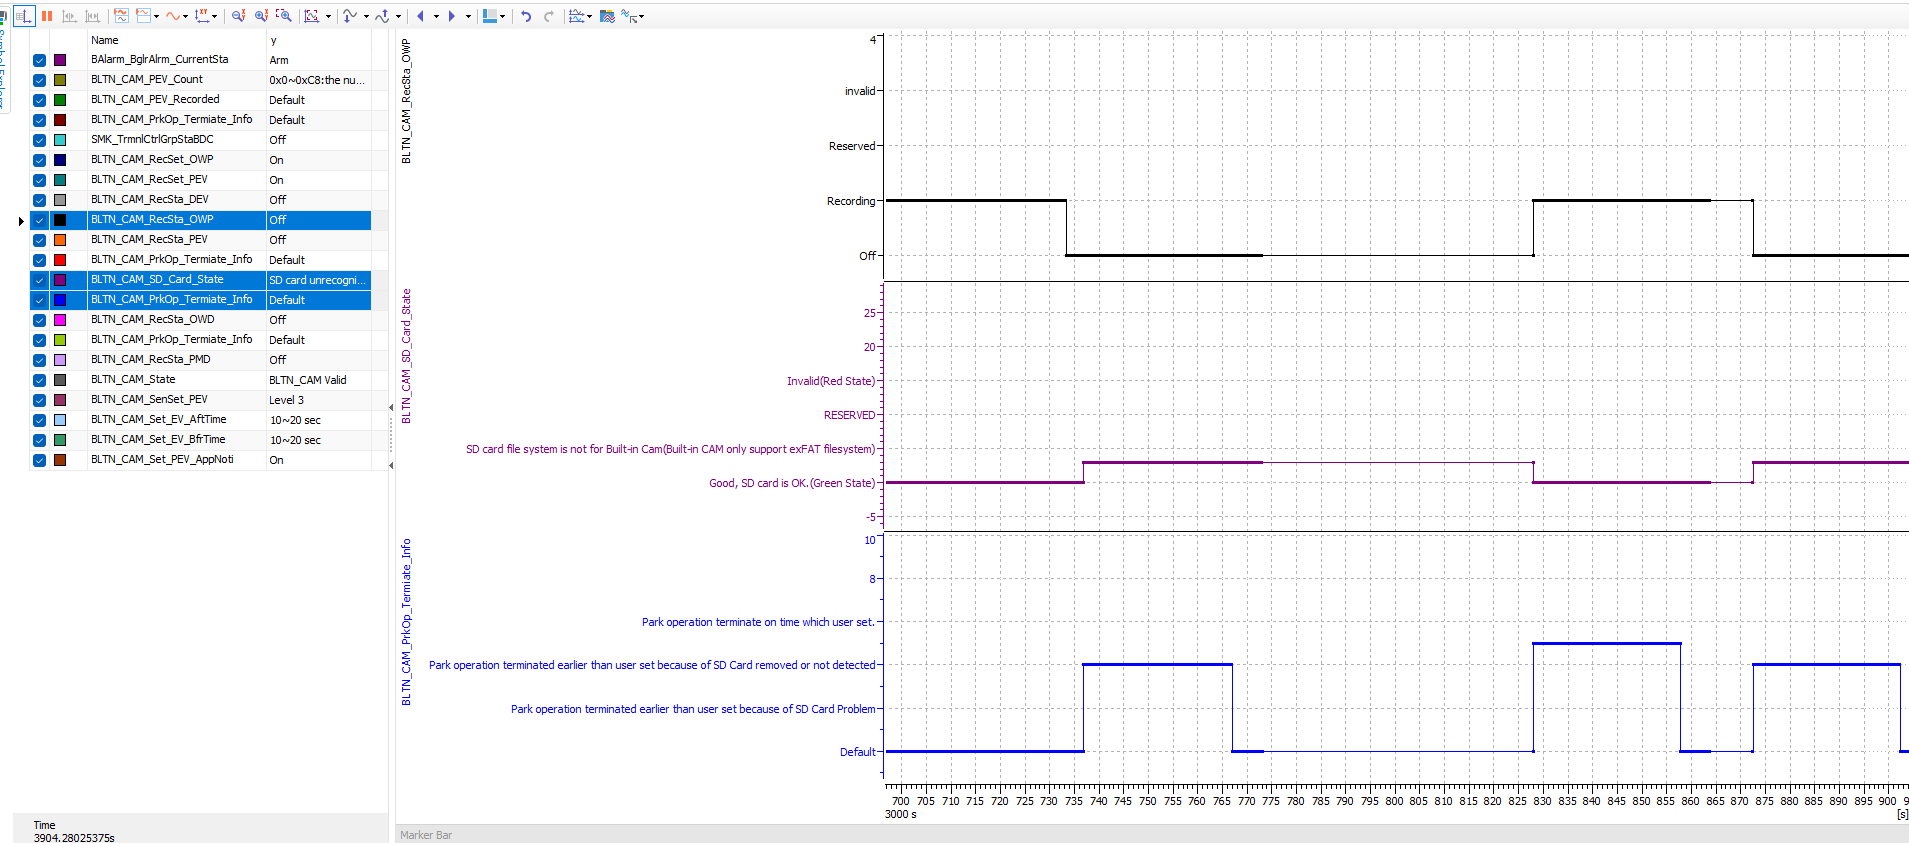 Name y
BAlarm_BglrAlrm_CurrentSta Arm
BLTN_CAM_PEV_Count 0x0~0xC8:the nu...
BLTN_CAM_PEV_Recorded Default
BLTN_CAM_PrkOp_Termiate_Info Default
SMK_TrmnlCtrlGrpStaBDC Off
BLTN_CAM_RecSet_OWP On
BLTN_CAM_RecSet_PEV On
BLTN_CAM_RecSta_DEV Off
BLTN_CAM_RecSta_OWP Off
BLTN_CAM_RecSta_PEV Off
BLTN_CAM_PrkOp_Termiate_Info Default
BLTN_CAM_SD_Card_State SD card unrecogni...
BLTN_CAM_PrkOp_Termiate_Info Default
BLTN_CAM_RecSta_OWD Off
BLTN_CAM_PrkOp_Termiate_Info Default
BLTN_CAM_RecSta_PMD Off
BLTN_CAM_State BLTN_CAM Valid
BLTN_CAM_SenSet_PEV Level 3
BLTN_CAM_Set_EV_AftTime 10~20 sec
BLTN_CAM_Set_EV_BfrTime 10~20 sec
BLTN_CAM_Set_PEV_AppNoti On
Time
3904.28025375s
BLTN_CAM_RecSta_OWP
4
invalid
Reserved
Recording
Off
BLTN_CAM_SD_Card_State
25
20
Invalid(Red State)
RESERVED
SD card file system is not for Built-in Cam(Built-in CAM only support exFAT filesystem)
Good, SD card is OK.(Green State)
-5
BLTN_CAM_PrkOp_Termiate_Info
10
8
Park operation terminate on time which user set.
Park operation terminated earlier than user set because of SD Card removed or not detected
Park operation terminated earlier than user set because of SD Card Problem
Default
700 705 710 715 720 725 730 735 740 745 750 755 760 765 770 775 780 785 790 795 800 805 810 815 820 825 830 835 840 845 850 855 860 865 870 875 880 885 890 895 900
3000 s [s]
Marker Bar